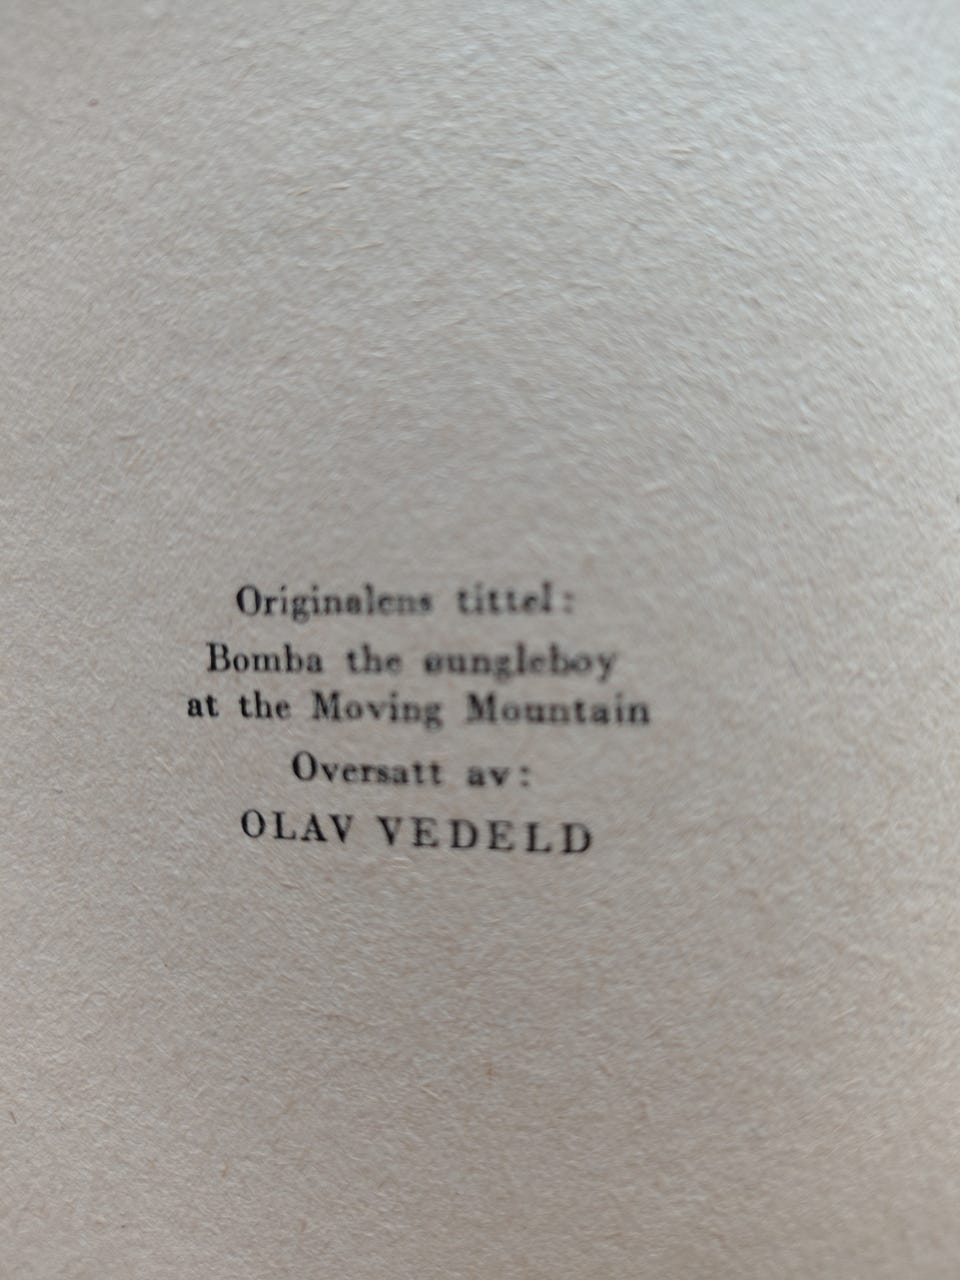 Originalens tittel:
Bomba the øungleboy
at the Moving Mountain
Oversatt av:
OLAV VEDELD